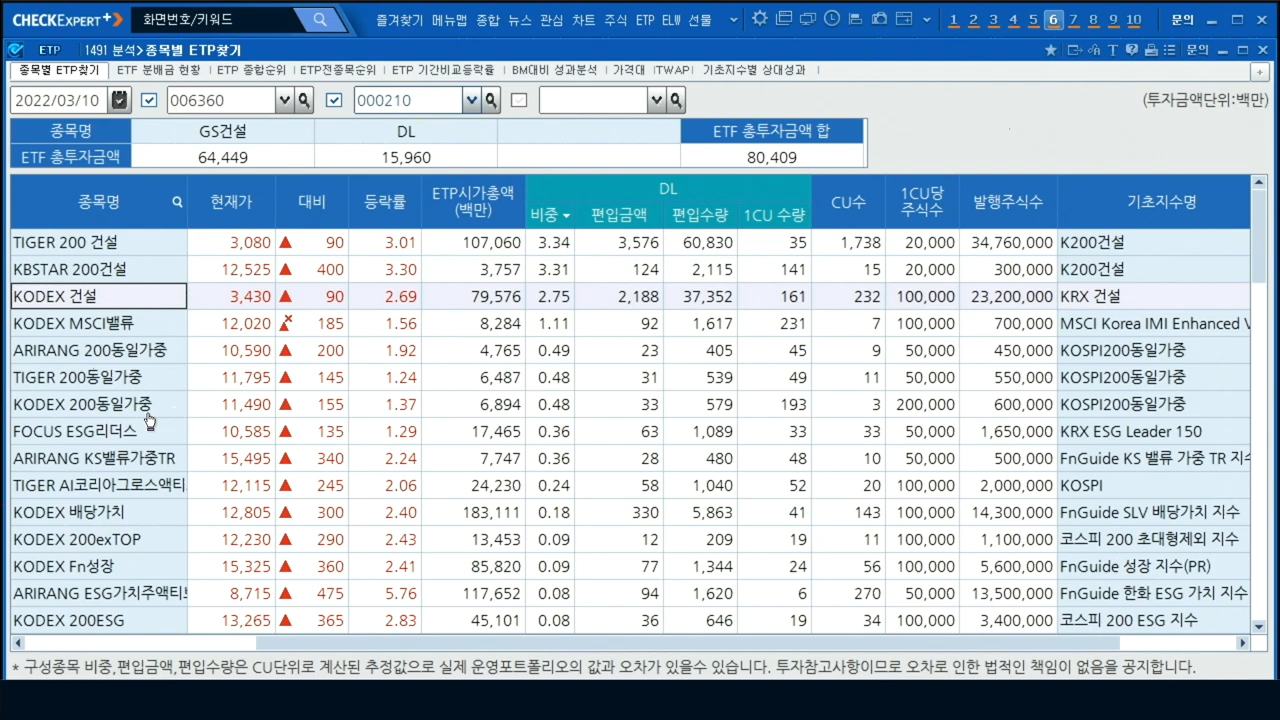 CHECKEXPERT+ 화면번호/키워드 즐겨찾기 메뉴맵 종합 뉴스 관심 차트 주식 ETP ELW 선물 1 2 3 4 5 6 7 8 9 10 문의
ETP 1491 분석>종목별 ETP찾기 문의
종목별 ETP찾기 ETF 분배금 현황 ETP 종합순위 ETP전종목순위 ETP 기간비교등락률 BM대비 성과분석 가격대 TWAP 기초지수별 상대성과
2022/03/10 006360 000210 (투자금액단위:백만)
종목명 GS건설 DL ETF 총투자금액 합
ETF 총투자금액 64,449 15,960 80,409
종목명 현재가 대비 등락률 ETP시가총액 (백만) DL CU수 1CU당 주식수 발행주식수 기초지수명
비중 편입금액 편입수량 1CU 수량
TIGER 200 건설 3,080 ▲ 90 3.01 107,060 3.34 3,576 60,830 35 1,738 20,000 34,760,000 K200건설
KBSTAR 200건설 12,525 ▲ 400 3.30 3,757 3.31 124 2,115 141 15 20,000 300,000 K200건설
KODEX 건설 3,430 ▲ 90 2.69 79,576 2.75 2,188 37,352 161 232 100,000 23,200,000 KRX 건설
KODEX MSCI밸류 12,020 ▲ 185 1.56 8,284 1.11 92 1,617 231 7 100,000 700,000 MSCI Korea IMI Enhanced V
ARIRANG 200동일가중 10,590 ▲ 200 1.92 4,765 0.49 23 405 45 9 50,000 450,000 KOSPI200동일가중
TIGER 200동일가중 11,795 ▲ 145 1.24 6,487 0.48 31 539 49 11 50,000 550,000 KOSPI200동일가중
KODEX 200동일가중 11,490 ▲ 155 1.37 6,894 0.48 33 579 193 3 200,000 600,000 KOSPI200동일가중
FOCUS ESG리더스 10,585 ▲ 135 1.29 17,465 0.36 63 1,089 33 33 50,000 1,650,000 KRX ESG Leader 150
ARIRANG KS밸류가중TR 15,495 ▲ 340 2.24 7,747 0.36 28 480 48 10 50,000 500,000 FnGuide KS 밸류 가중 TR 지수
TIGER AI코리아그로스액티 12,115 ▲ 245 2.06 24,230 0.24 58 1,040 52 20 100,000 2,000,000 KOSPI
KODEX 배당가치 12,805 ▲ 300 2.40 183,111 0.18 330 5,863 41 143 100,000 14,300,000 FnGuide SLV 배당가치 지수
KODEX 200exTOP 12,230 ▲ 290 2.43 13,453 0.09 12 209 19 11 100,000 1,100,000 코스피 200 초대형제외 지수
KODEX Fn성장 15,325 ▲ 360 2.41 85,820 0.09 77 1,344 24 56 100,000 5,600,000 FnGuide 성장 지수(PR)
ARIRANG ESG가치주액티브 8,715 ▲ 475 5.76 117,652 0.08 94 1,620 6 270 50,000 13,500,000 FnGuide 한화 ESG 가치 지수
KODEX 200ESG 13,265 ▲ 365 2.83 45,101 0.08 36 646 19 34 100,000 3,400,000 코스피 200 ESG 지수
* 구성종목 비중,편입금액,편입수량은 CU단위로 계산된 추정값으로 실제 운영포트폴리오의 값과 오차가 있을수 있습니다. 투자참고사항이므로 오차로 인한 법적인 책임이 없음을 공지합니다.